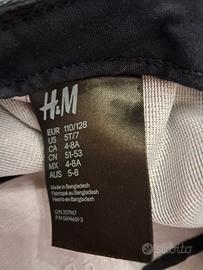 H&M
EUR 110/128
US 5T/7
CA 4-8A
CN 51-53
MX 4-8A
AUS 5-8
Made in Bangladesh
Fabriqué au Bangladesh
Hecho en Bangladesh
subito